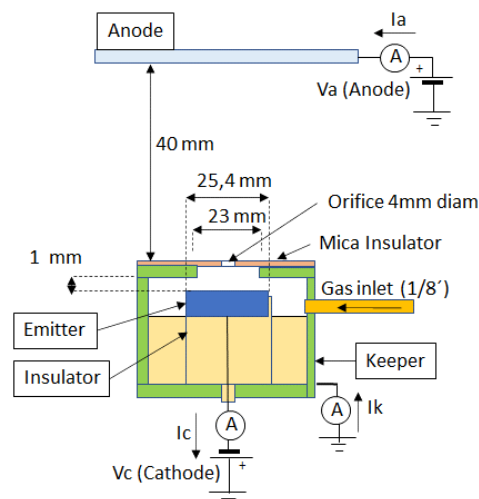 Anode
Ia
A
+
Va (Anode)
40 mm
25,4 mm
23 mm
Orifice 4mm diam
Mica Insulator
1 mm
Gas inlet (1/8´)
Emitter
Insulator
Keeper
A
Ik
Ic
A
+
Vc (Cathode)